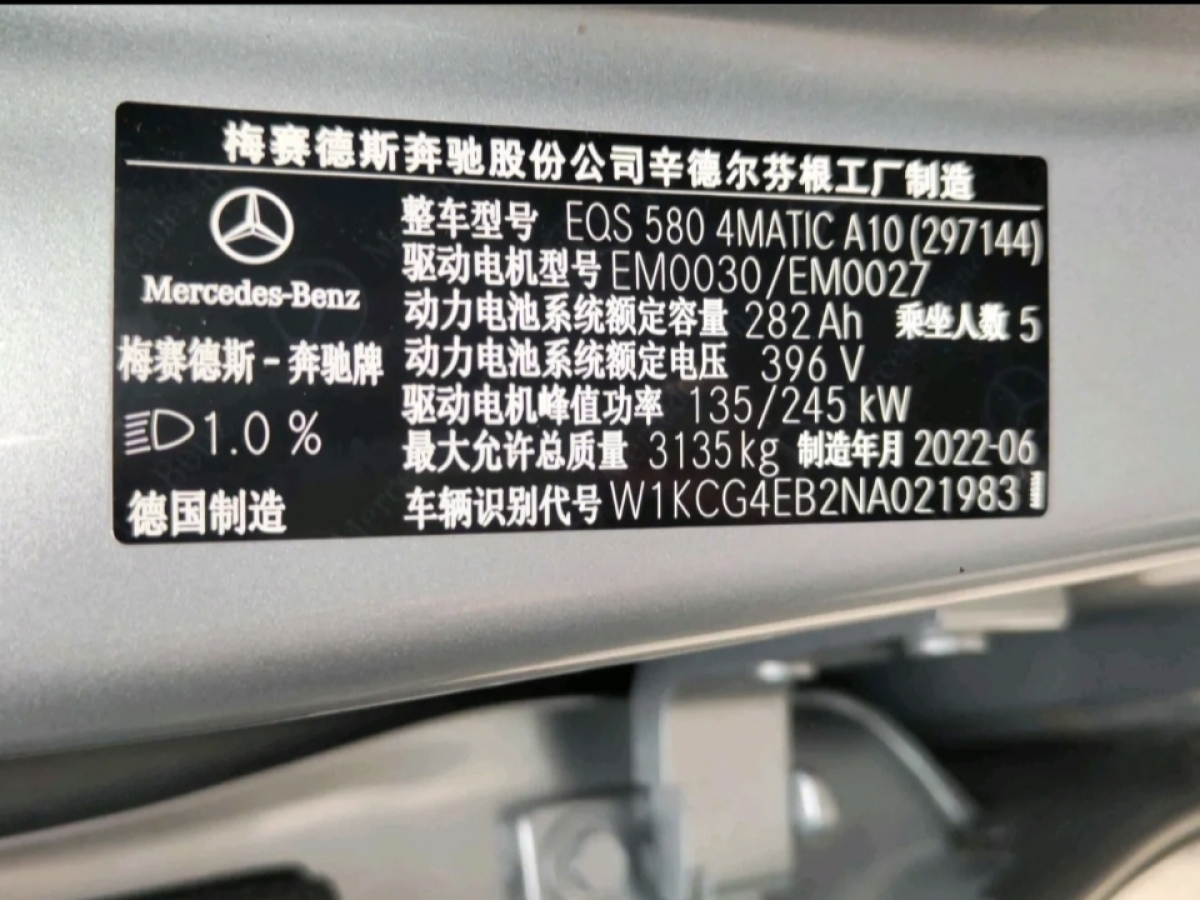 梅赛德斯奔驰股份公司辛德尔芬根工厂制造
整车型号 EQS 580 4MATIC A10 (297144)
驱动电机型号 EM0030/EM0027
Mercedes-Benz
动力电池系统额定容量 282 Ah 乘坐人数 5
梅赛德斯-奔驰牌
动力电池系统额定电压 396 V
驱动电机峰值功率 135/245 kW
1.0 %
最大允许总质量 3135 kg 制造年月 2022-06
德国制造
车辆识别代号 W1KCG4EB2NA021983